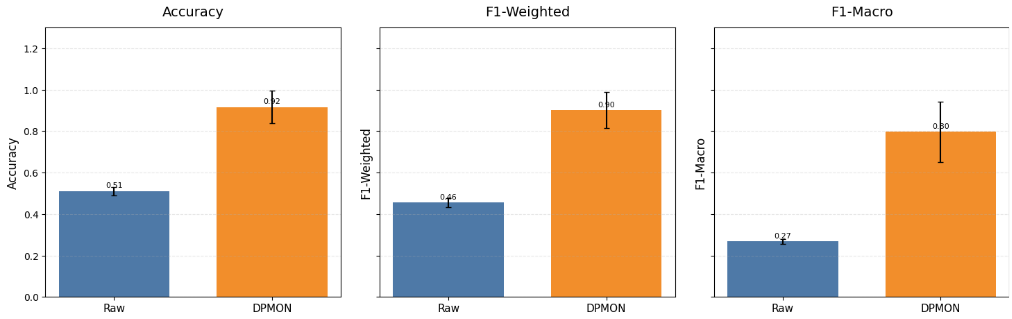 Accuracy
F1-Weighted
F1-Macro
Accuracy
1.2
1.0
0.8
0.6
0.4
0.2
0.0
0.51
0.92
Raw
DPMON
F1-Weighted
0.46
0.90
Raw
DPMON
F1-Macro
0.27
0.80
Raw
DPMON